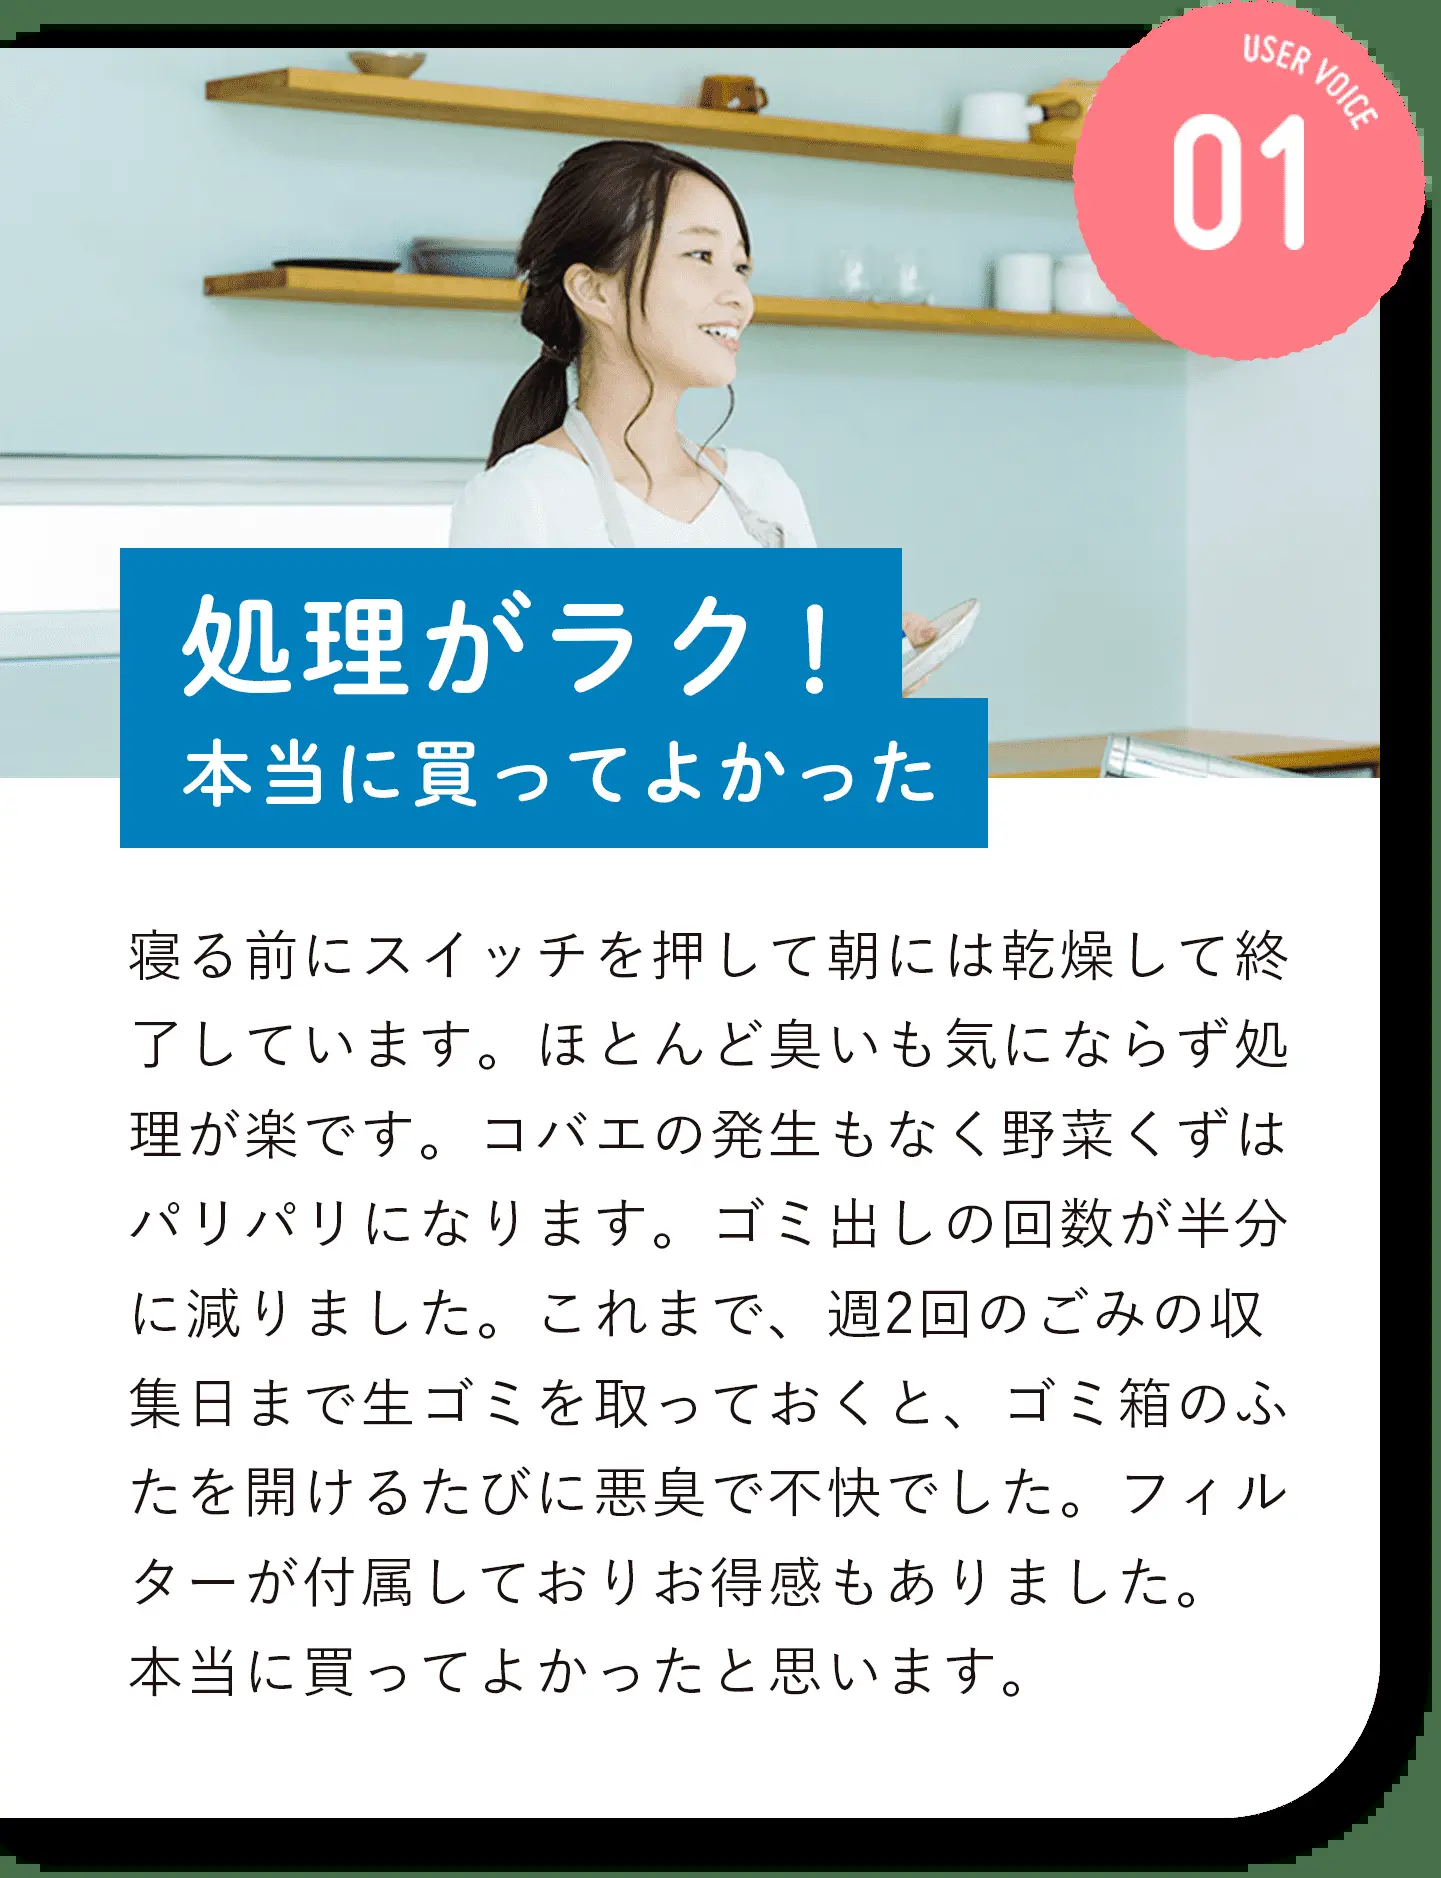 USER VOICE
01
処理がラク！
本当に買ってよかった
寝る前にスイッチを押して朝には乾燥して終
了しています。ほとんど臭いも気にならず処
理が楽です。コバエの発生もなく野菜くずは
パリパリになります。ゴミ出しの回数が半分
に減りました。これまで、週2回のごみの収
集日まで生ゴミを取っておくと、ゴミ箱のふ
たを開けるたびに悪臭で不快でした。フィル
ターが付属しておりお得感もありました。
本当に買ってよかったと思います。